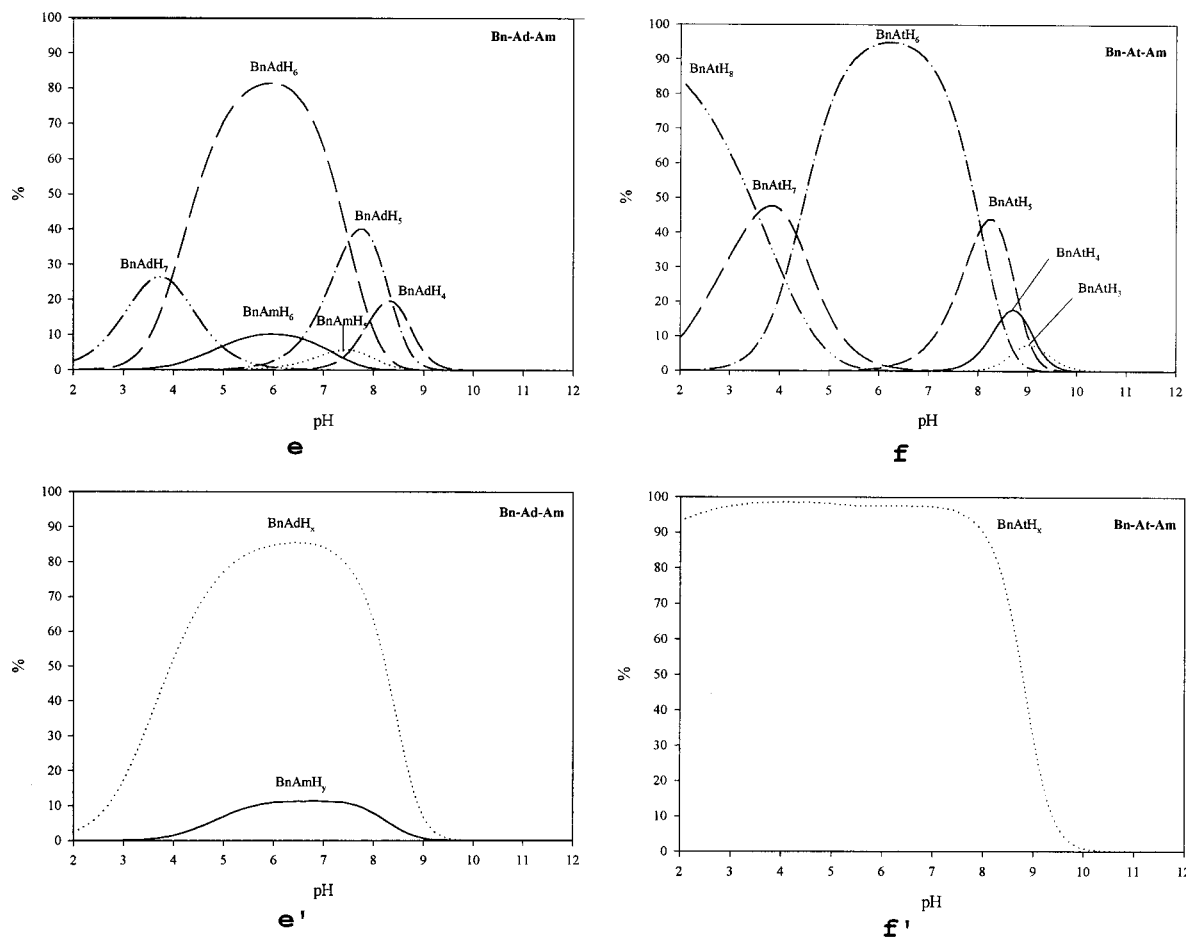 Bn-Ad-Am
100
90
80
70
60
50
40
30
20
10
0
%
BnAdH₆
BnAdH₇
BnAdH₅
BnAdH₄
BnAmH₆
2 3 4 5 6 7 8 9 10 11 12
pH
e
Bn-At-Am
100
90
80
70
60
50
40
30
20
10
0
%
BnAtH₈
BnAtH₆
BnAtH₇
BnAtH₅
BnAtH₄
BnAtH₃
2 3 4 5 6 7 8 9 10 11 12
pH
f
Bn-Ad-Am
100
90
80
70
60
50
40
30
20
10
0
%
BnAdHₓ
BnAmHᵧ
2 3 4 5 6 7 8 9 10 11 12
pH
e'
Bn-At-Am
100
90
80
70
60
50
40
30
20
10
0
%
BnAtHₓ
2 3 4 5 6 7 8 9 10 11 12
pH
f'